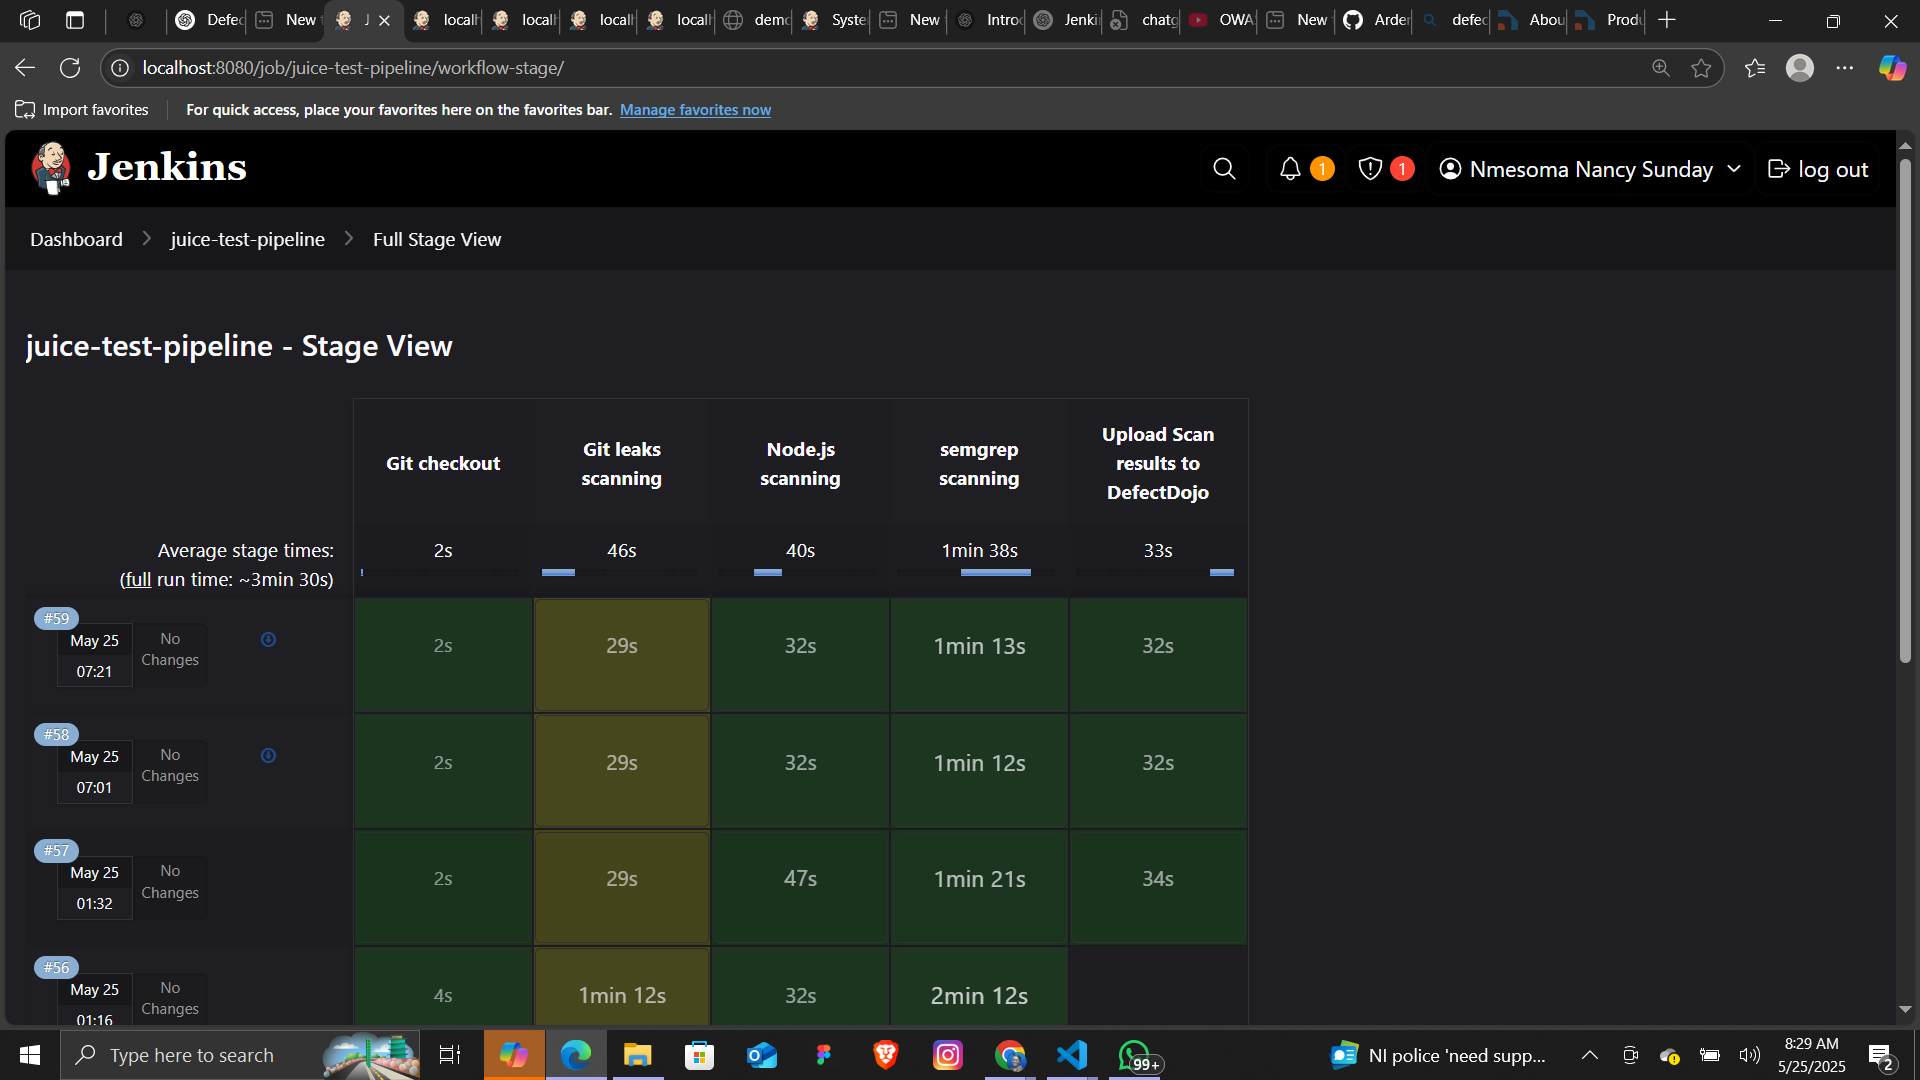 Defec
New
J
localh
localh
localh
localh
demo
Syste
New
Introd
Jenki
chatg
OWA
New
Arder
defec
Abou
Produ
localhost:8080/job/juice-test-pipeline/workflow-stage/
Import favorites
For quick access, place your favorites here on the favorites bar. Manage favorites now
Jenkins
1
1
Nmesoma Nancy Sunday
log out
Dashboard
juice-test-pipeline
Full Stage View
juice-test-pipeline - Stage View
Git checkout
Git leaks
scanning
Node.js
scanning
semgrep
scanning
Upload Scan
results to
DefectDojo
Average stage times:
(full run time: ~3min 30s)
2s
46s
40s
1min 38s
33s
#59
May 25
07:21
No
Changes
2s
29s
32s
1min 13s
32s
#58
May 25
07:01
No
Changes
2s
29s
32s
1min 12s
32s
#57
May 25
01:32
No
Changes
2s
29s
47s
1min 21s
34s
#56
May 25
01:16
No
Changes
4s
1min 12s
32s
2min 12s
Type here to search
99+
NI police 'need supp...
8:29 AM
5/25/2025
2